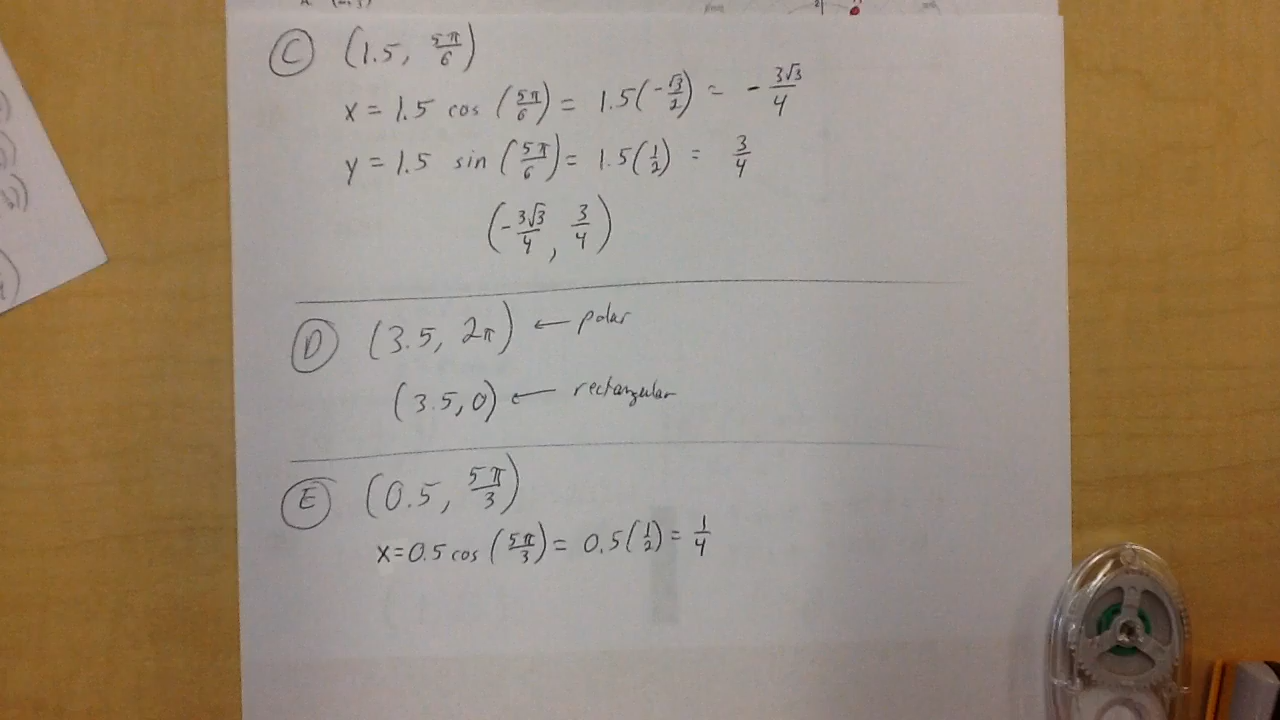 Ⓒ (1.5, 5π/6)
x = 1.5 cos (5π/6) = 1.5(-√3/2) = - 3√3/4
y = 1.5 sin (5π/6) = 1.5(1/2) = 3/4
(-3√3/4, 3/4)
Ⓓ (3.5, 2π) ← polar
(3.5, 0) ← rectangular
Ⓔ (0.5, 5π/3)
x = 0.5 cos (5π/3) = 0.5(1/2) = 1/4